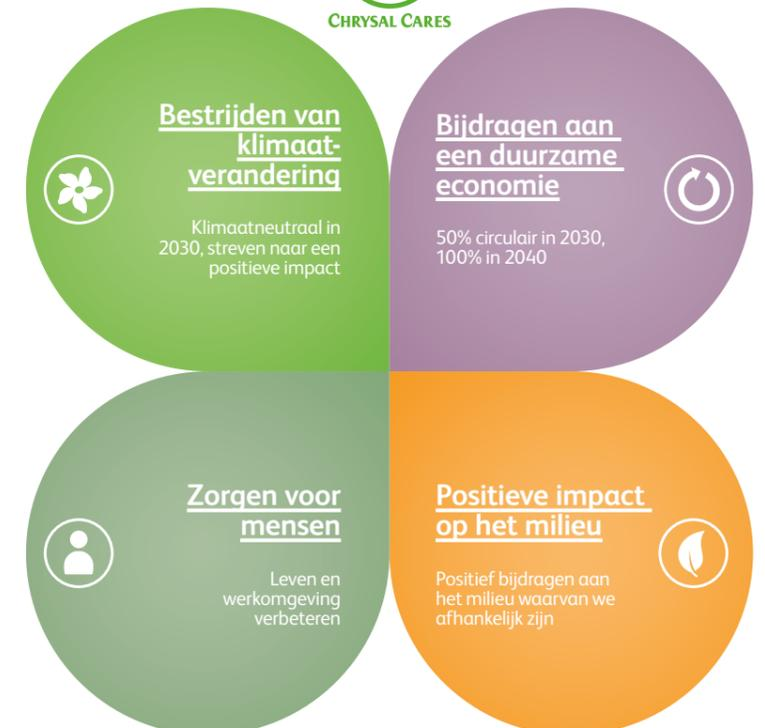 CHRYSAL CARES
Bestrijden van
klimaat-
verandering
Klimaatneutraal in
2030, streven naar een
positieve impact
Bijdragen aan
een duurzame
economie
50% circulair in 2030,
100% in 2040
Zorgen voor
mensen
Leven en
werkomgeving
verbeteren
Positieve impact
op het milieu
Positief bijdragen aan
het milieu waarvan we
afhankelijk zijn